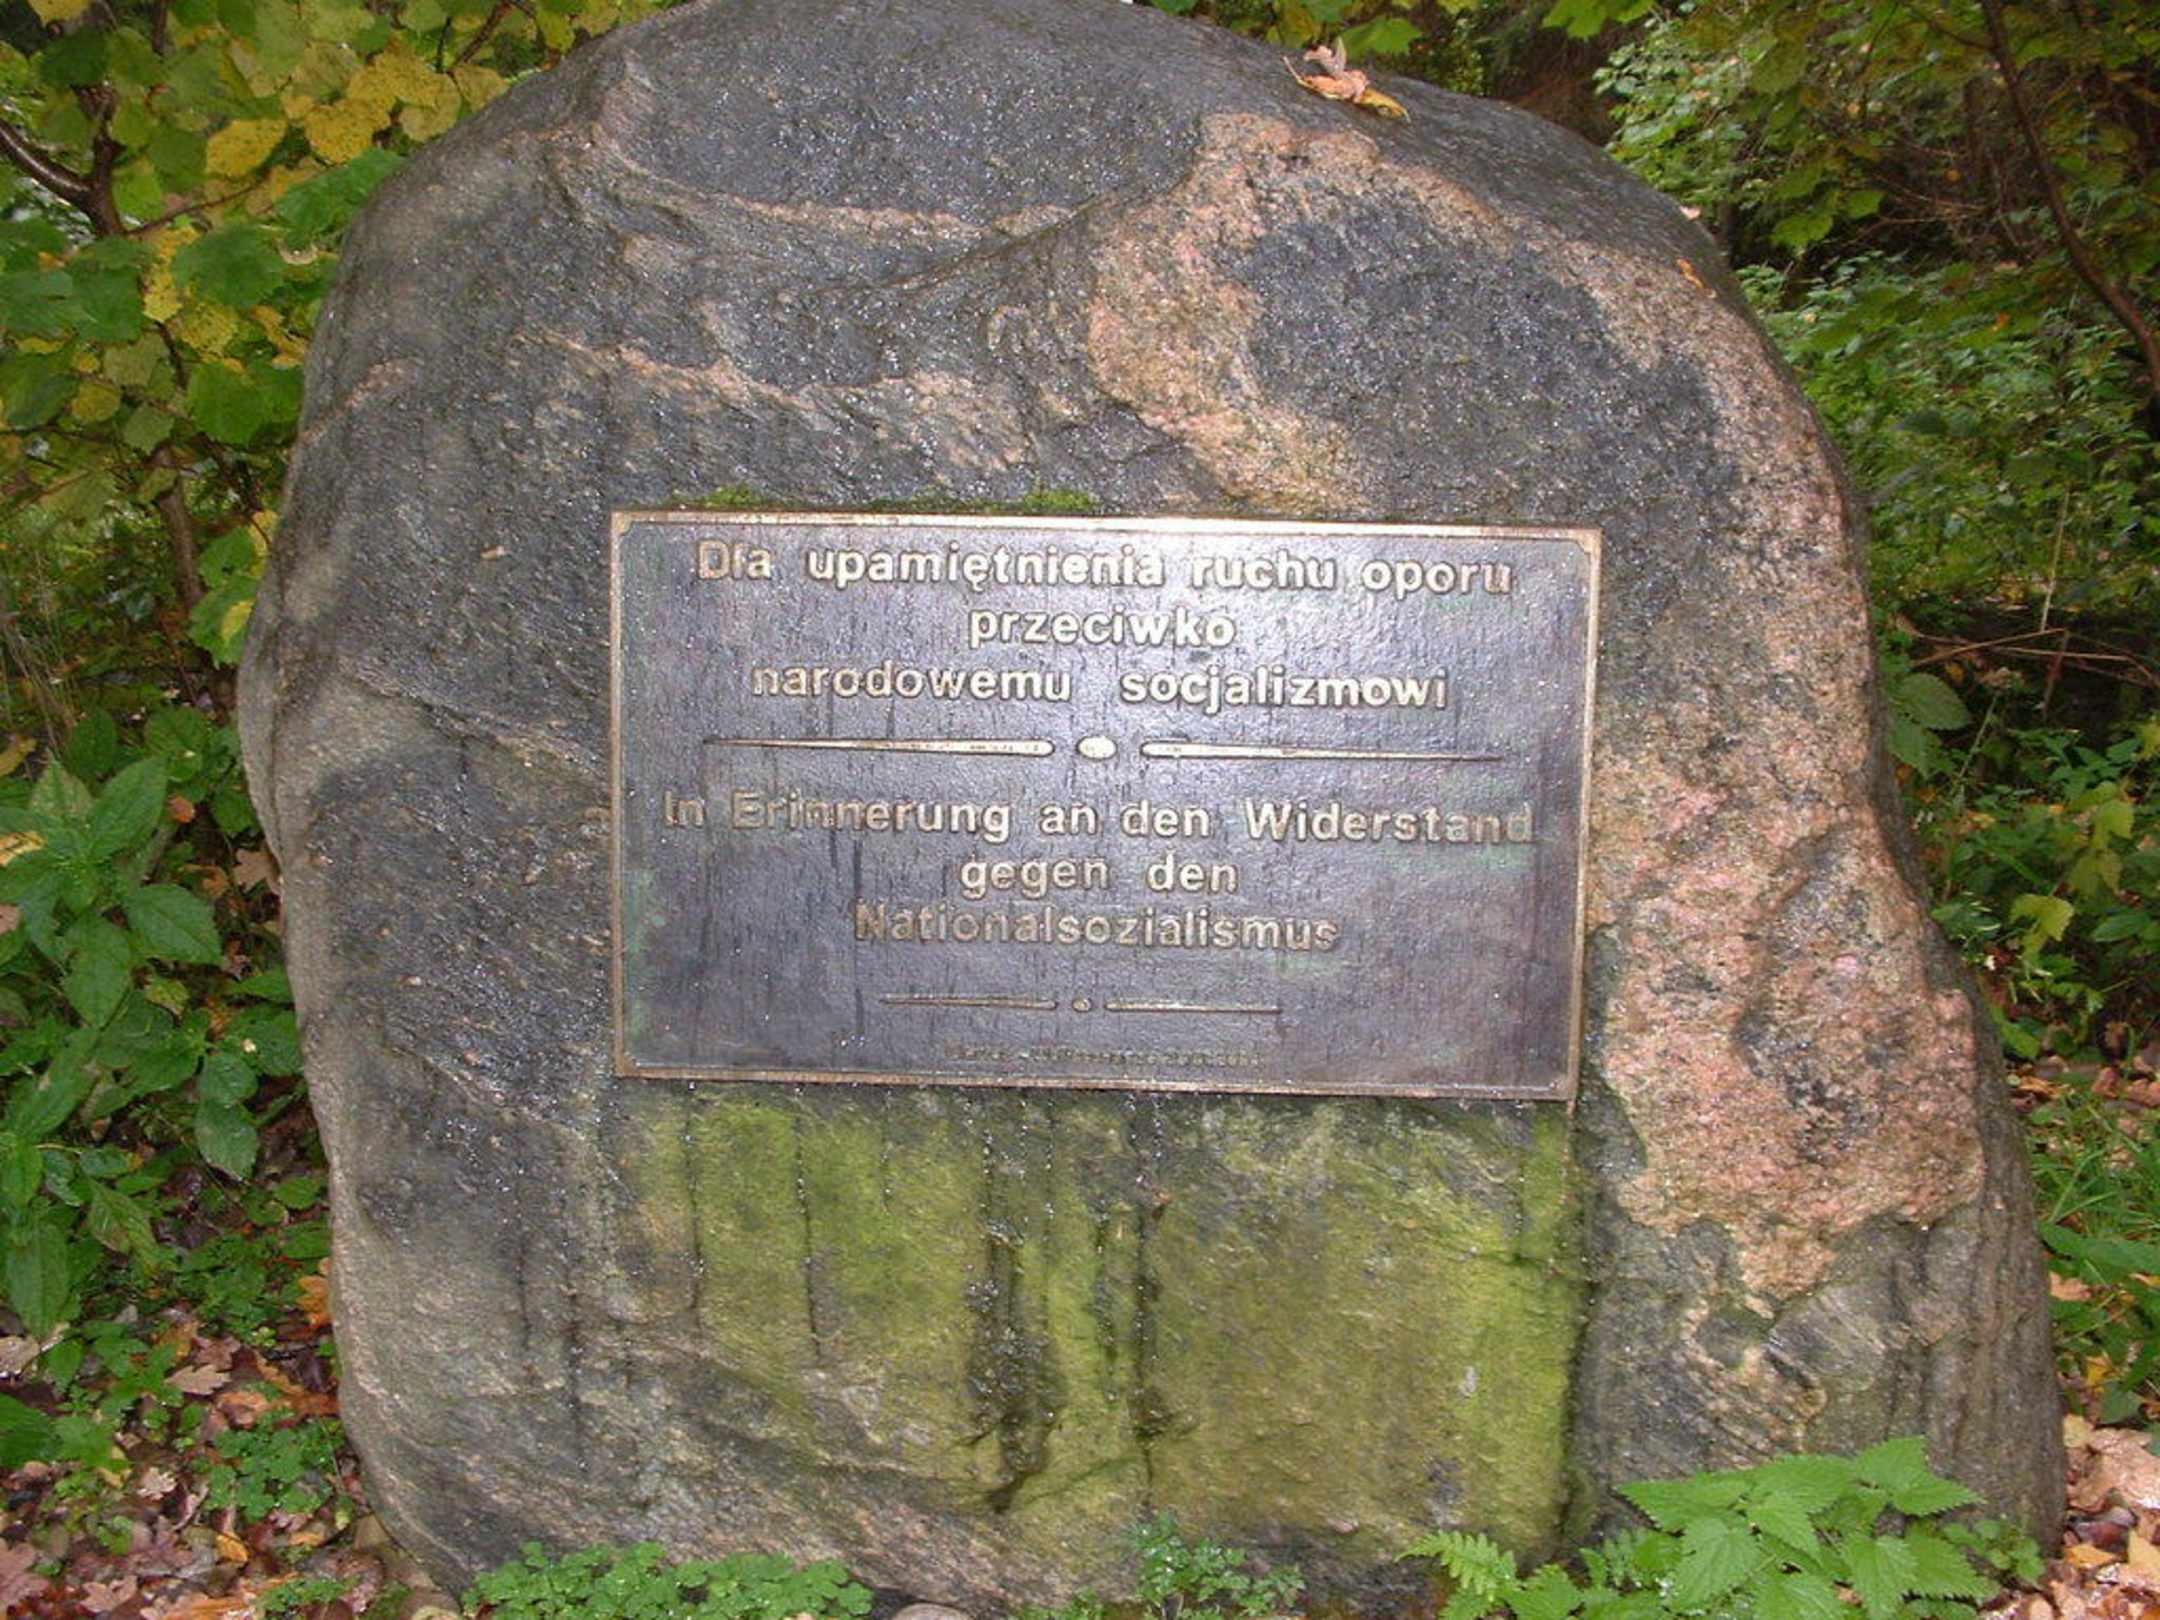 Dla upamiętnienia ruchu oporu
przeciwko
narodowemu socjalizmowi
In Erinnerung an den Widerstand
gegen den
Nationalsozialismus